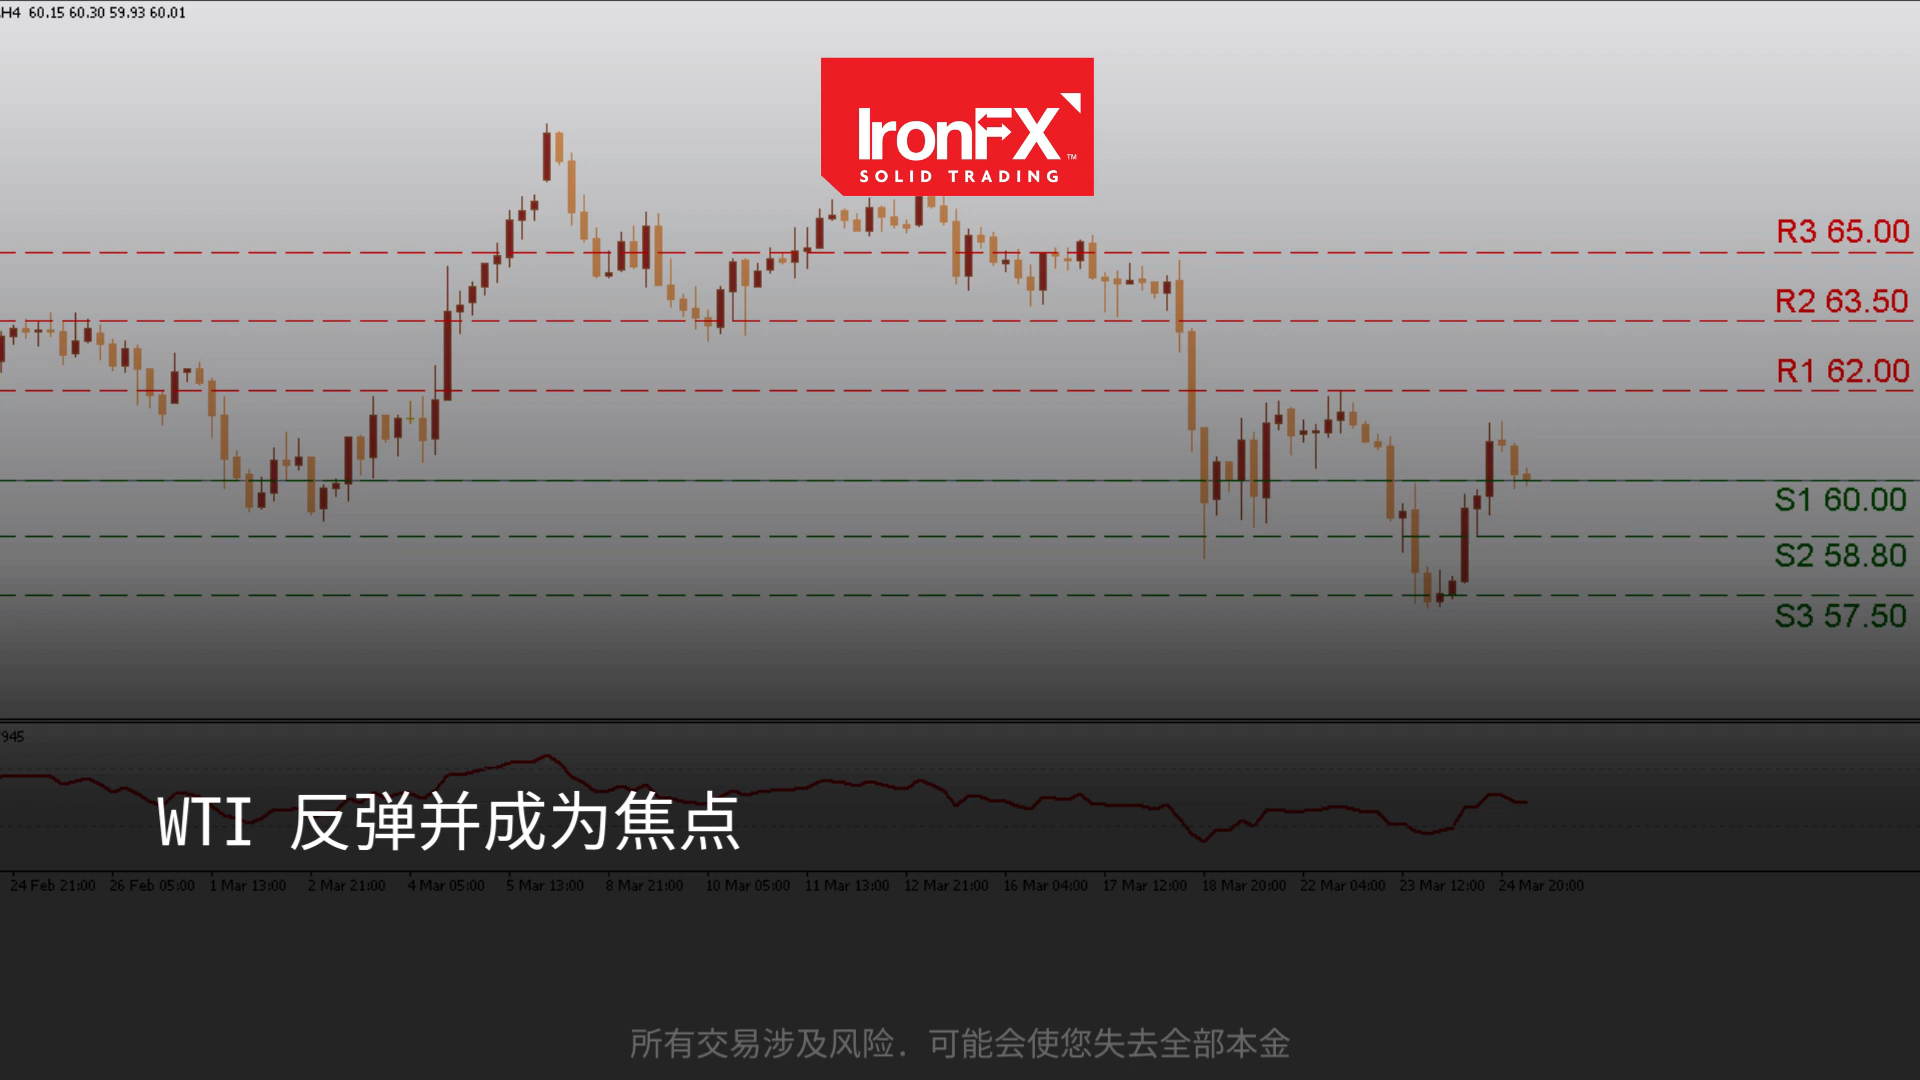 H4 60.15 60.30 59.93 60.01
IronFX™
SOLID TRADING
R3 65.00
R2 63.50
R1 62.00
S1 60.00
S2 58.80
S3 57.50
945
WTI 反弹并成为焦点
24 Feb 21:00 26 Feb 05:00 1 Mar 13:00 2 Mar 21:00 4 Mar 05:00 5 Mar 13:00 8 Mar 21:00 10 Mar 05:00 11 Mar 13:00 12 Mar 21:00 16 Mar 04:00 17 Mar 12:00 18 Mar 20:00 22 Mar 04:00 23 Mar 12:00 24 Mar 20:00
所有交易涉及风险. 可能会使您失去全部本金